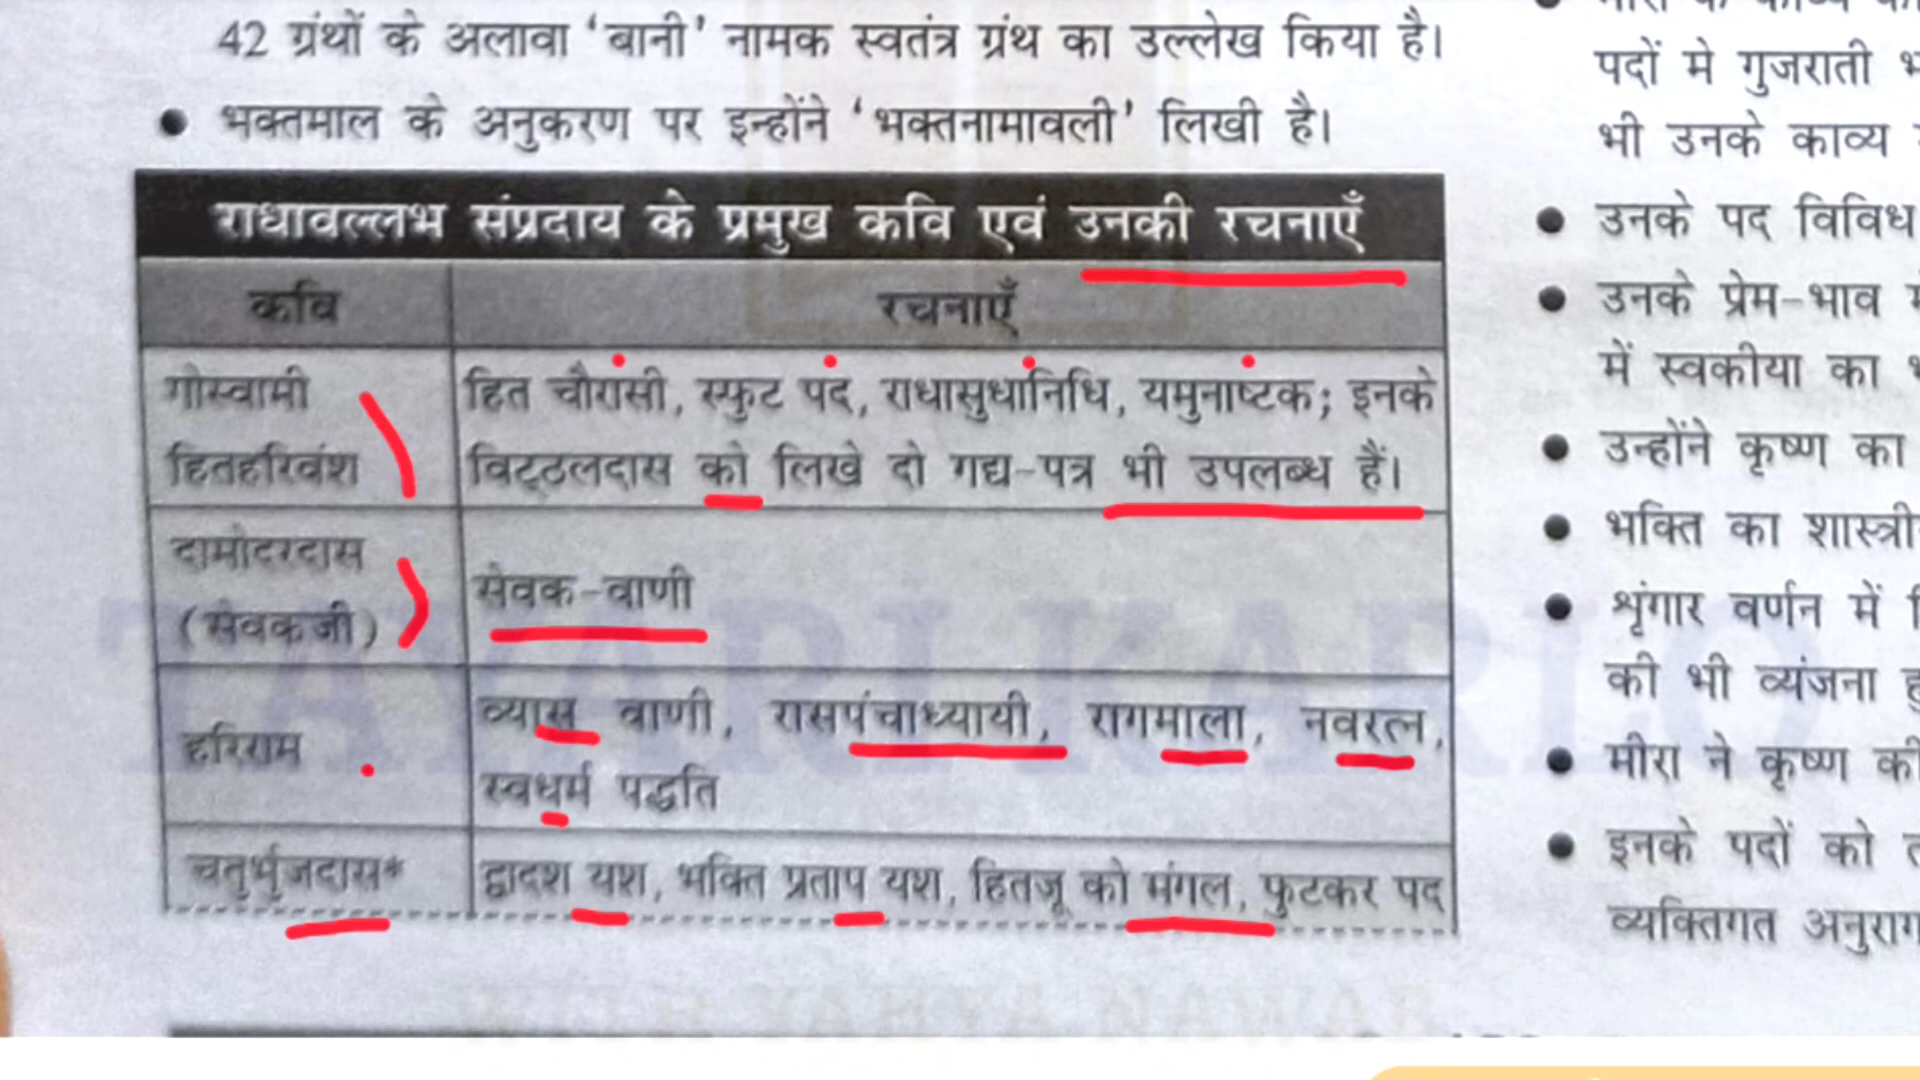 42 ग्रंथों के अलावा ‘बानी’ नामक स्वतंत्र ग्रंथ का उल्लेख किया है।
● भक्तमाल के अनुकरण पर इन्होंने ‘भक्तनामावली’ लिखी है।
राधावल्लभ संप्रदाय के प्रमुख कवि एवं उनकी रचनाएँ
कवि रचनाएँ
गोस्वामी हितहरिवंश
हित चौरासी, स्फुट पद, राधासुधानिधि, यमुनाष्टक; इनके
विट्ठलदास को लिखे दो गद्य-पत्र भी उपलब्ध हैं।
दामोदरदास
(सेवकजी)
सेवक-वाणी
हरिराम
व्यास वाणी, रासपंचाध्यायी, रागमाला, नवरत्न,
स्वधर्म पद्धति
चतुर्भुजदास* द्वादश यश, भक्ति प्रताप यश, हितजू को मंगल, फुटकर पद
पदों मे गुजराती
भी उनके काव्य
● उनके पद विविध
● उनके प्रेम-भाव
में स्वकीया का
● उन्होंने कृष्ण का
● भक्ति का शास्त्री
● शृंगार वर्णन में
की भी व्यंजना
● मीरा ने कृष्ण की
● इनके पदों को
व्यक्तिगत अनुराग
TAYARI KARLO